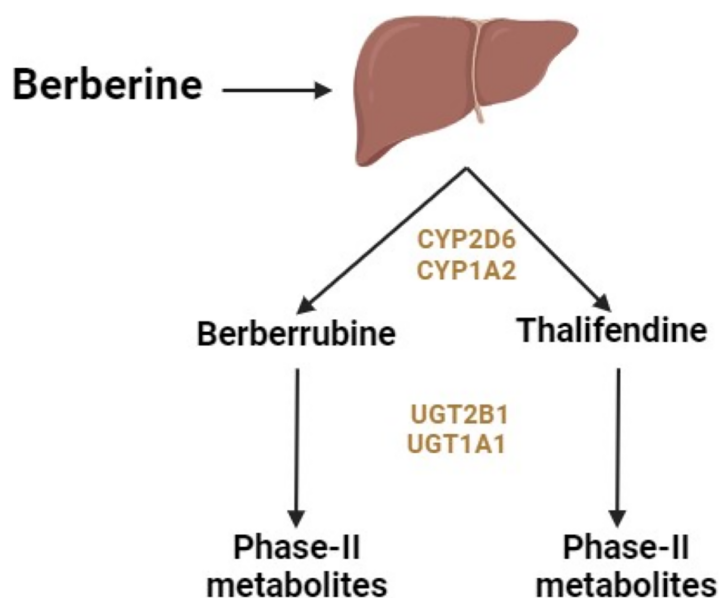 Berberine
CYP2D6
CYP1A2
Berberrubine
Thalifendine
UGT2B1
UGT1A1
Phase-II
metabolites
Phase-II
metabolites